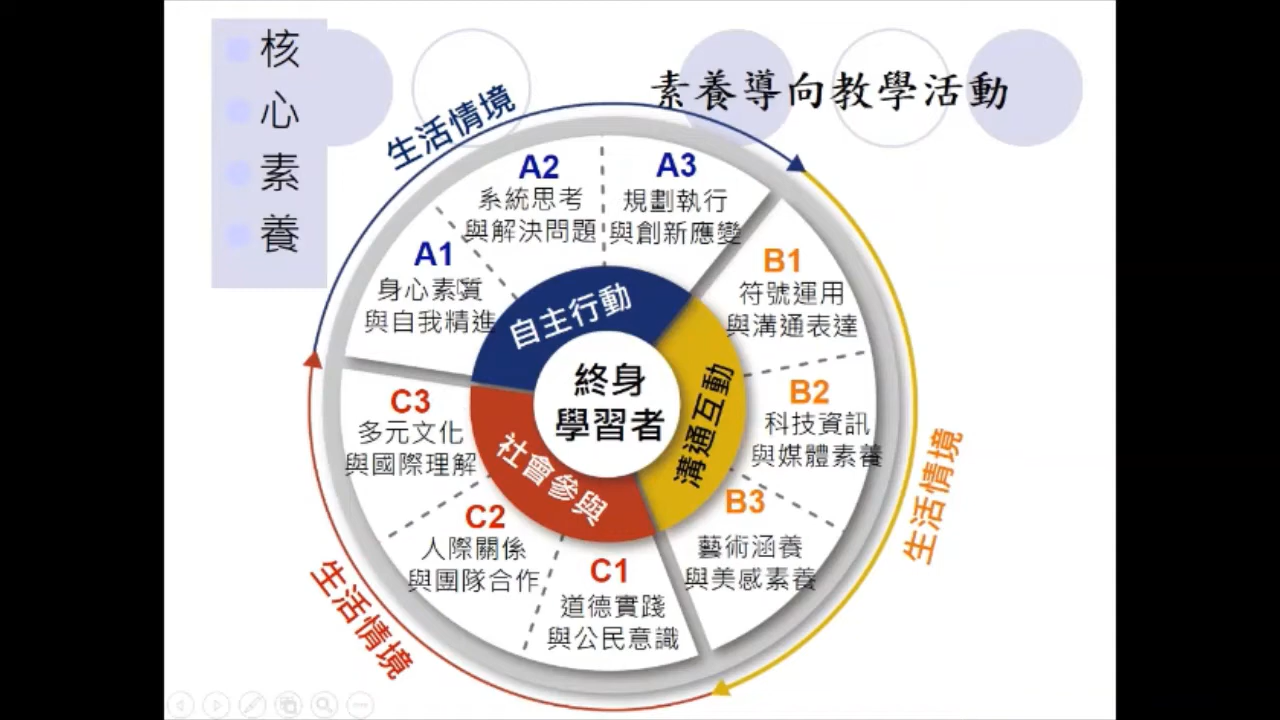 核
心
素
養
素養導向教學活動
生活情境
A1
身心素質
與自我精進
A2
系統思考
與解決問題
A3
規劃執行
與創新應變
B1
符號運用
與溝通表達
B2
科技資訊
與媒體素養
B3
藝術涵養
與美感素養
C1
道德實踐
與公民意識
C2
人際關係
與團隊合作
C3
多元文化
與國際理解
自主行動
溝通互動
社會參與
終身
學習者
生活情境
生活情境